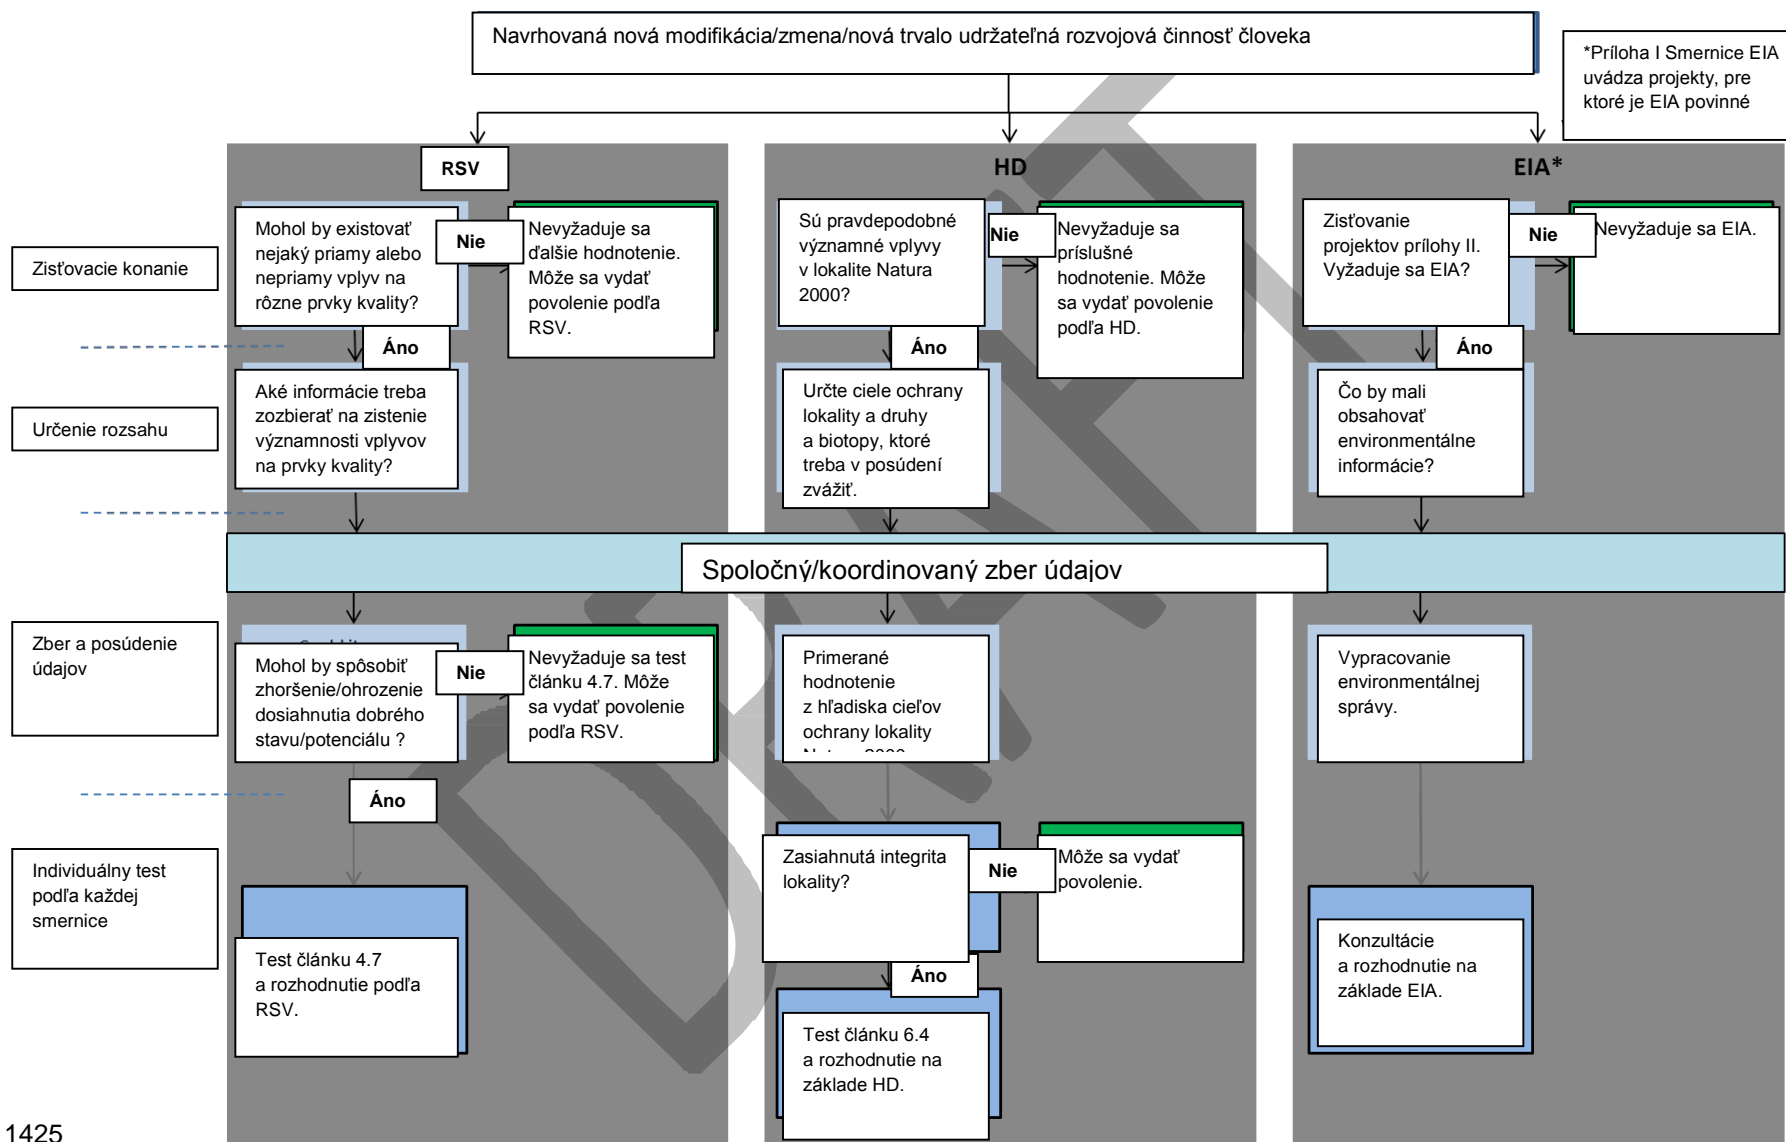 Navrhovaná nová modifikácia/zmena/nová trvalo udržateľná rozvojová činnosť človeka
*Príloha I Smernice EIA
uvádza projekty, pre
ktoré je EIA povinné
RSV
HD
EIA*
Zisťovacie konanie
Mohol by existovať
nejaký priamy alebo
nepriamy vplyv na
rôzne prvky kvality?
Nie
Nevyžaduje sa
ďalšie hodnotenie.
Môže sa vydať
povolenie podľa
RSV.
Sú pravdepodobné
významné vplyvy
v lokalite Natura
2000?
Nie
Nevyžaduje sa
príslušné
hodnotenie. Môže
sa vydať povolenie
podľa HD.
Zisťovanie
projektov prílohy II.
Vyžaduje sa EIA?
Nie
Nevyžaduje sa EIA.
Áno
Áno
Áno
Určenie rozsahu
Aké informácie treba
zozbierať na zistenie
významnosti vplyvov
na prvky kvality?
Určte ciele ochrany
lokality a druhy
a biotopy, ktoré
treba v posúdení
zvážiť.
Čo by mali
obsahovať
environmentálne
informácie?
Spoločný/koordinovaný zber údajov
Zber a posúdenie
údajov
Mohol by spôsobiť
zhoršenie/ohrozenie
dosiahnutia dobrého
stavu/potenciálu ?
Nie
Nevyžaduje sa test
článku 4.7. Môže
sa vydať povolenie
podľa RSV.
Primerané
hodnotenie
z hľadiska cieľov
ochrany lokality
Natura 2000
Vypracovanie
environmentálnej
správy.
Áno
Individuálny test
podľa každej
smernice
Zasiahnutá integrita
lokality?
Nie
Môže sa vydať
povolenie.
Áno
Test článku 4.7
a rozhodnutie podľa
RSV.
Test článku 6.4
a rozhodnutie na
základe HD.
Konzultácie
a rozhodnutie na
základe EIA.
DRAFT
1425